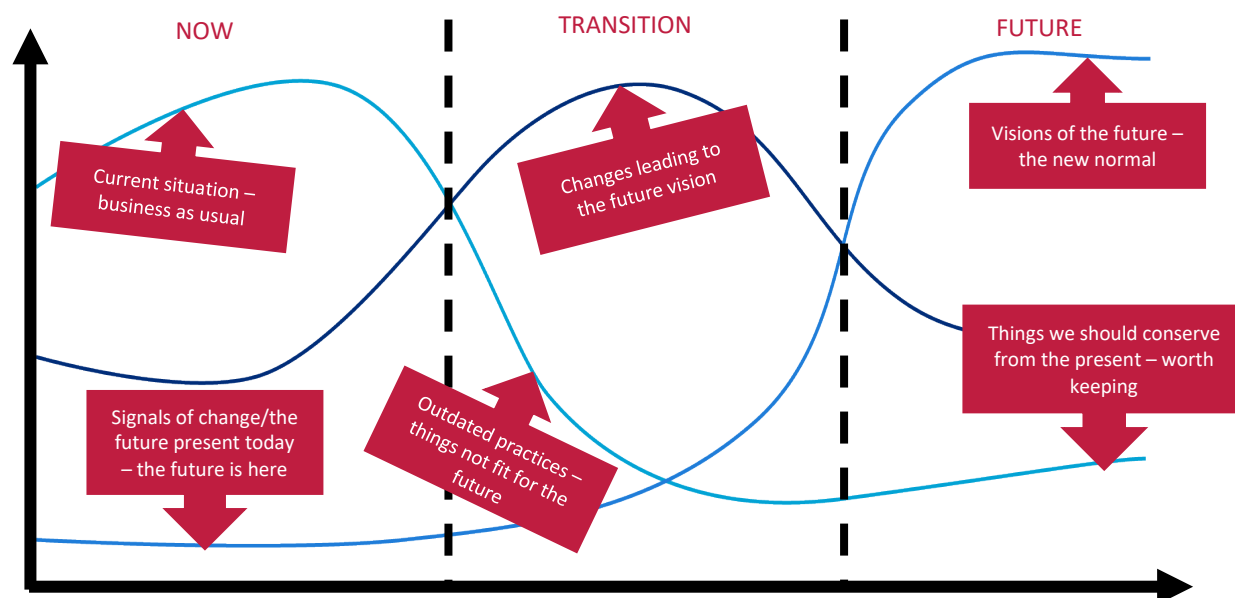 NOW
TRANSITION
FUTURE
Current situation –
business as usual
Changes leading to
the future vision
Visions of the future –
the new normal
Signals of change/the
future present today
– the future is here
Outdated practices –
things not fit for the
future
Things we should conserve
from the present – worth
keeping